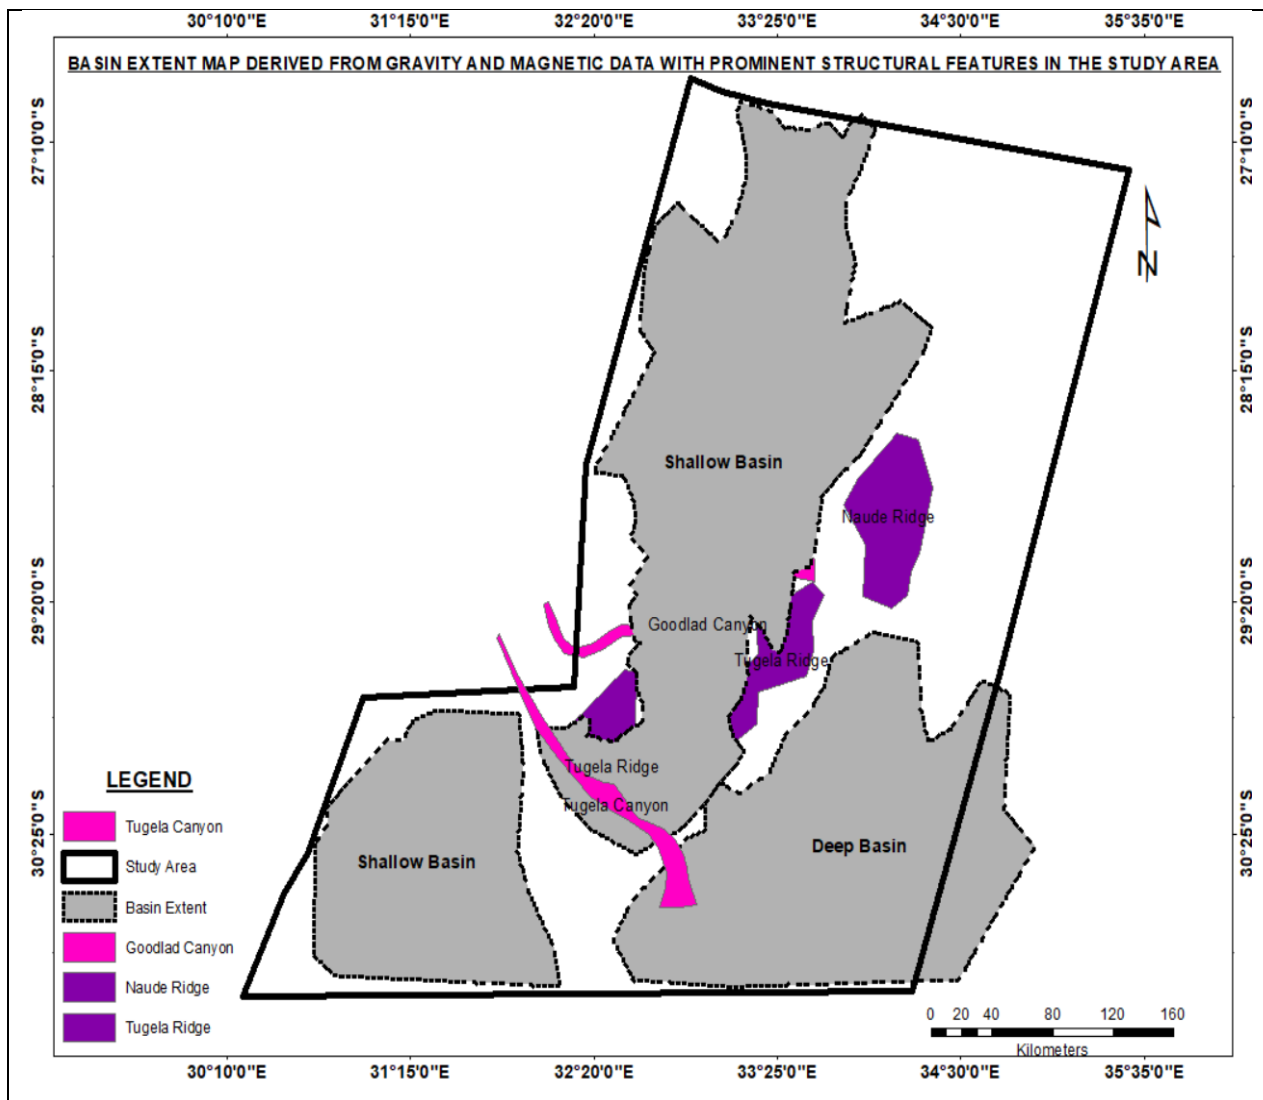 30°10'0"E 31°15'0"E 32°20'0"E 33°25'0"E 34°30'0"E 35°35'0"E
BASIN EXTENT MAP DERIVED FROM GRAVITY AND MAGNETIC DATA WITH PROMINENT STRUCTURAL FEATURES IN THE STUDY AREA
27°10'0"S 27°10'0"S
N
28°15'0"S 28°15'0"S
Shallow Basin
Naude Ridge
29°20'0"S 29°20'0"S
Goodlad Canyon
Tugela Ridge
Tugela Ridge
Tugela Canyon
30°25'0"S 30°25'0"S
Deep Basin
Shallow Basin
LEGEND
Tugela Canyon
Study Area
Basin Extent
Goodlad Canyon
Naude Ridge
Tugela Ridge
0 20 40 80 120 160
Kilometers
30°10'0"E 31°15'0"E 32°20'0"E 33°25'0"E 34°30'0"E 35°35'0"E